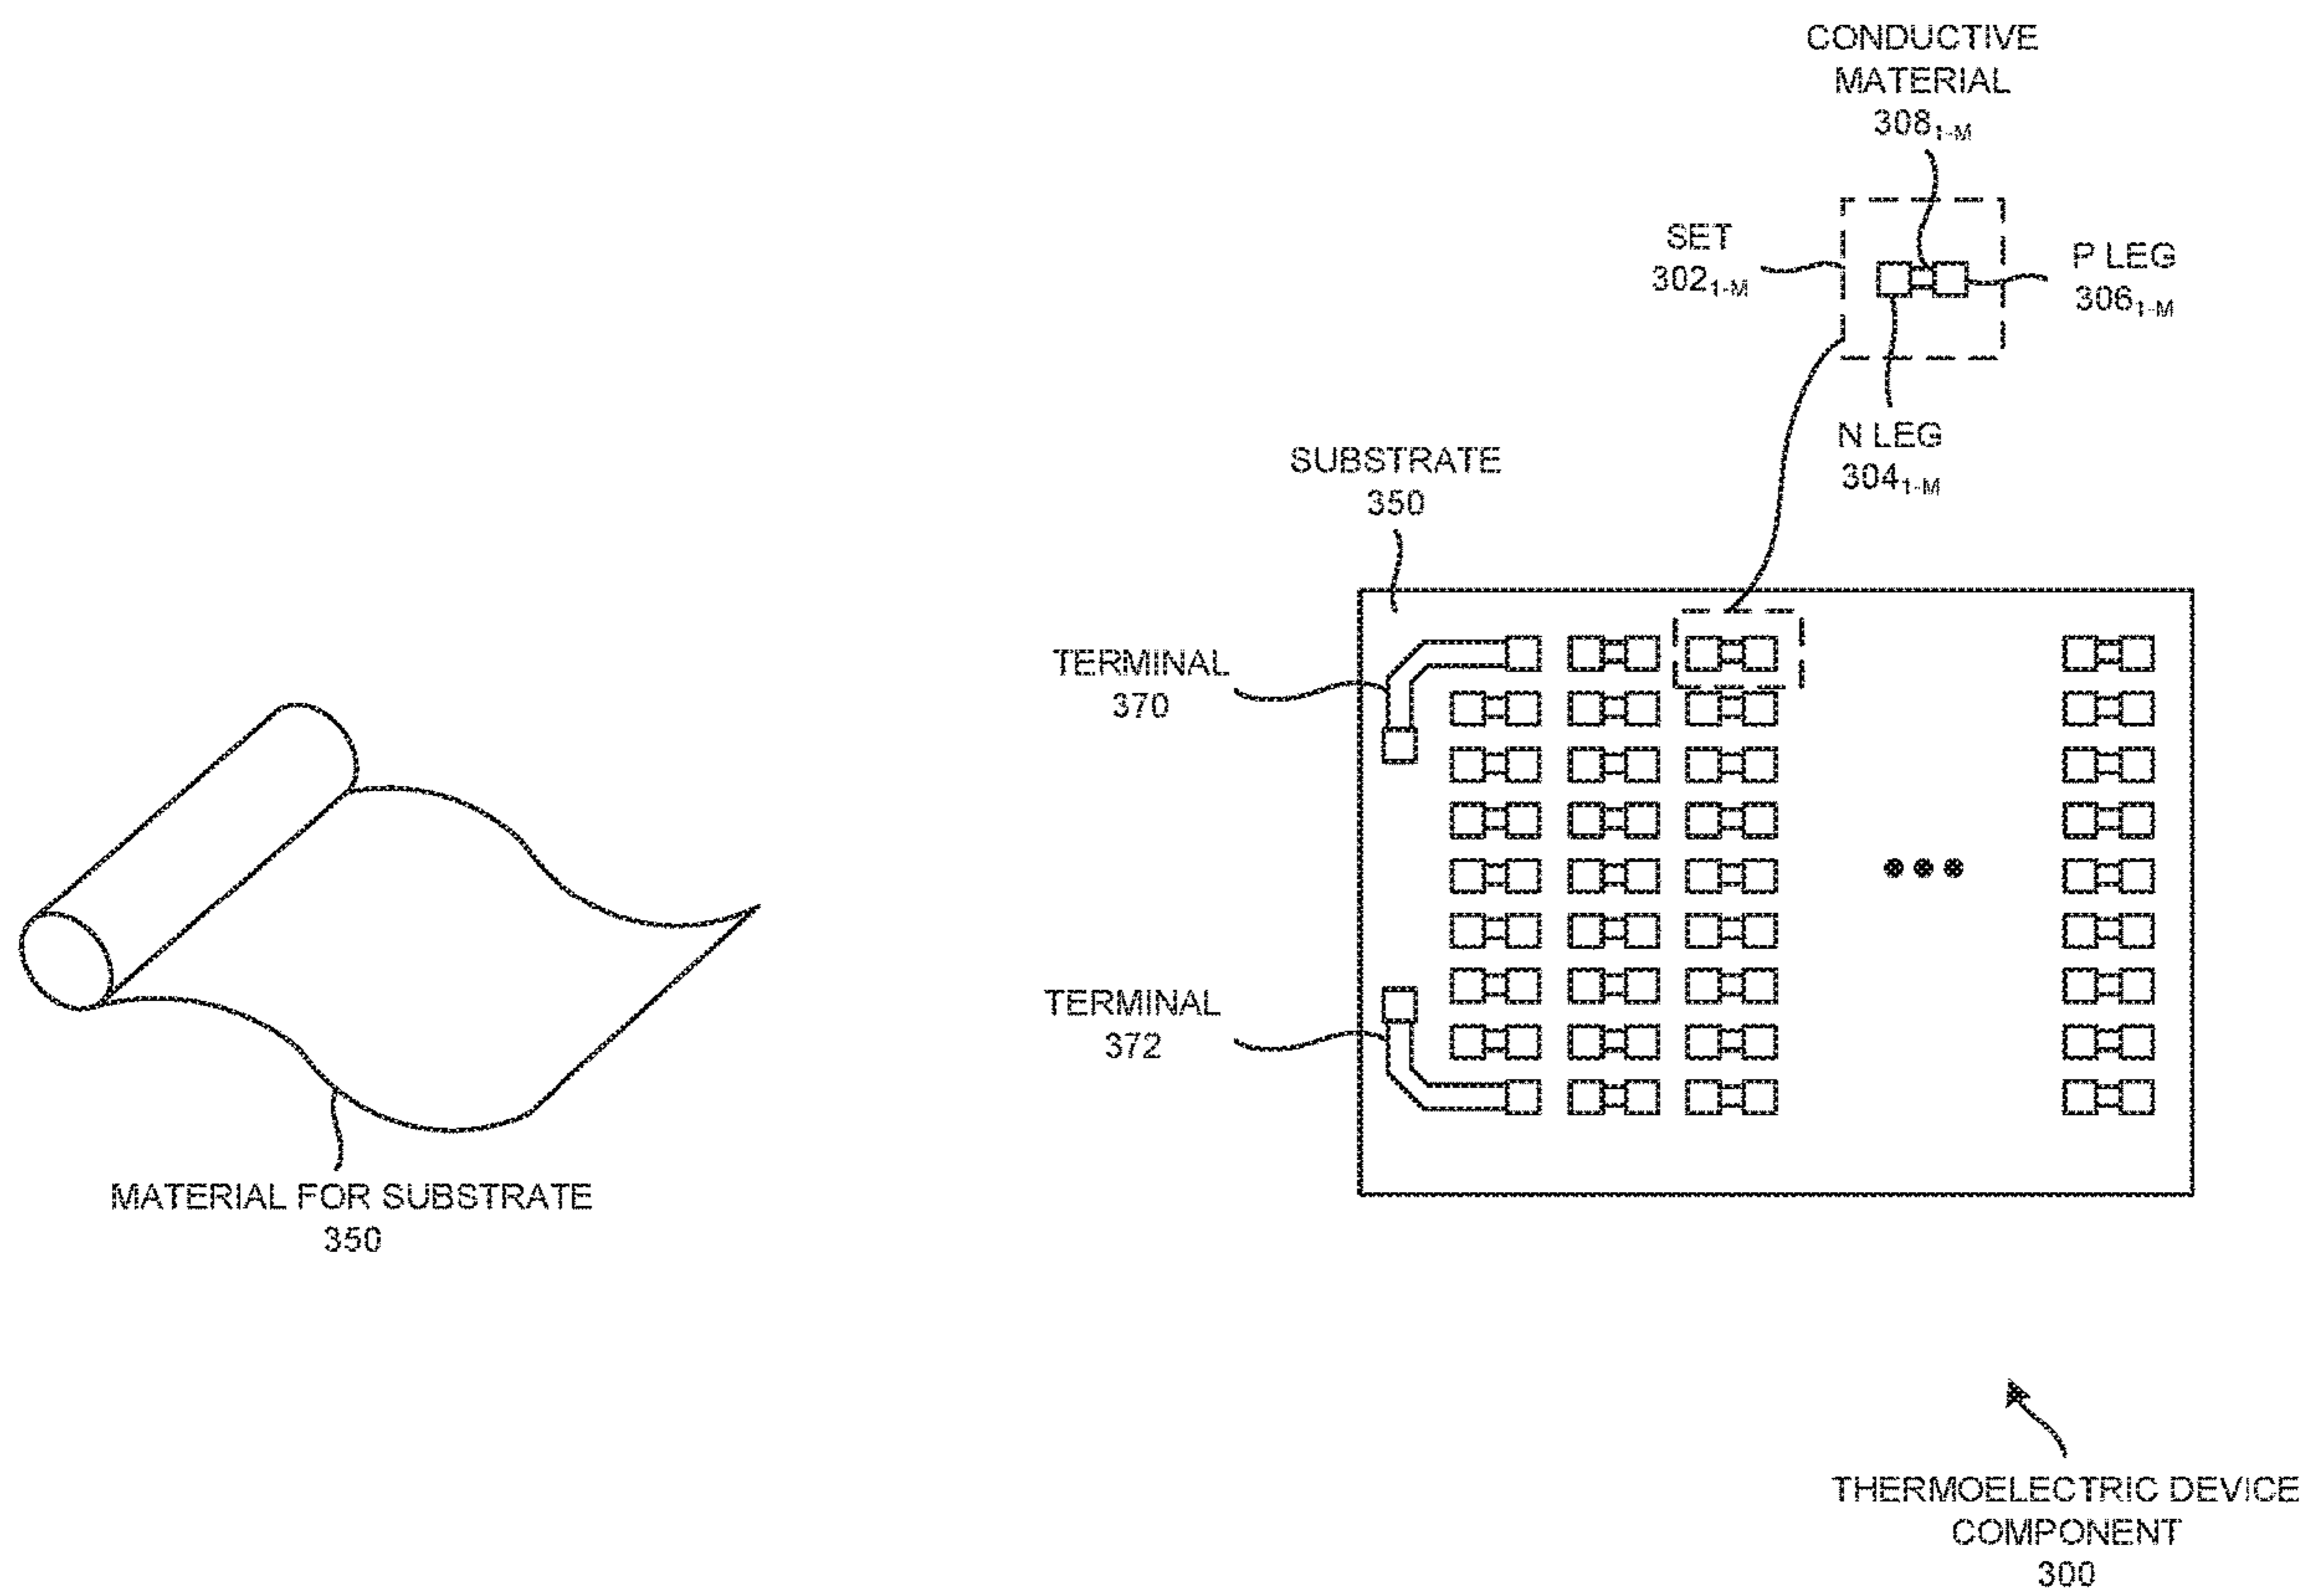 CONDUCTIVE
MATERIAL
308₁₋M
SET
302₁₋M
P LEG
306₁₋M
N LEG
304₁₋M
SUBSTRATE
350
TERMINAL
370
TERMINAL
372
MATERIAL FOR SUBSTRATE
350
THERMOELECTRIC DEVICE
COMPONENT
300